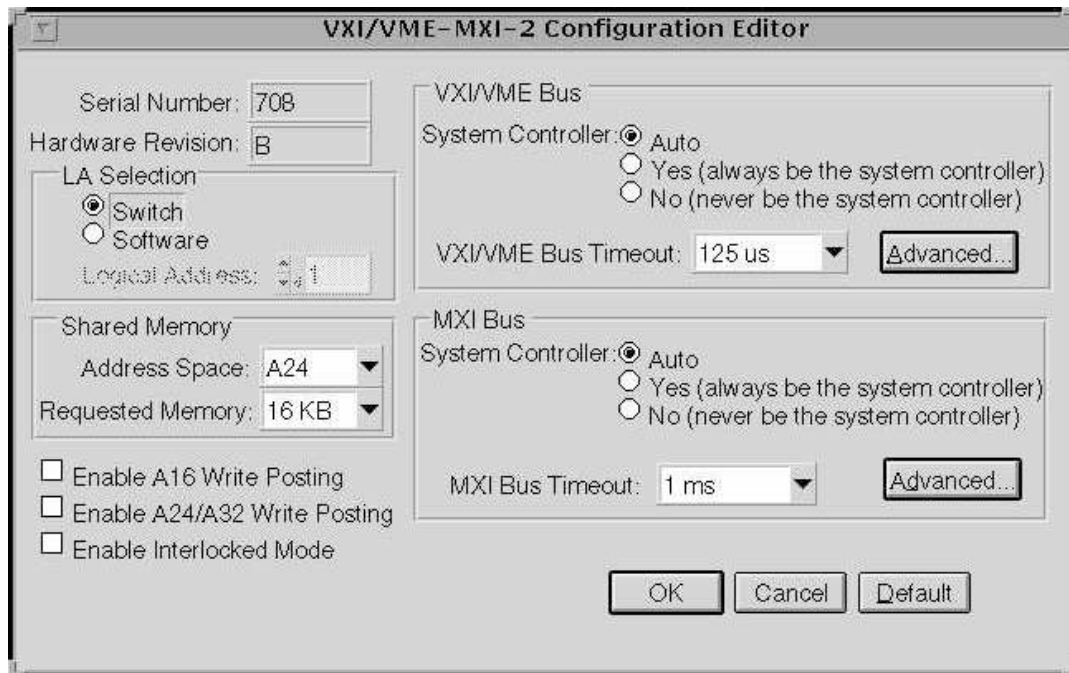 VXI/VME-MXI-2 Configuration Editor
Serial Number: 708
Hardware Revision: B
LA Selection
Switch
Software
Logical Address: 1
Shared Memory
Address Space: A24
Requested Memory: 16 KB
Enable A16 Write Posting
Enable A24/A32 Write Posting
Enable Interlocked Mode
VXI/VME Bus
System Controller: Auto
Yes (always be the system controller)
No (never be the system controller)
VXI/VME Bus Timeout: 125 us Advanced...
MXI Bus
System Controller: Auto
Yes (always be the system controller)
No (never be the system controller)
MXI Bus Timeout: 1 ms Advanced...
OK Cancel Default